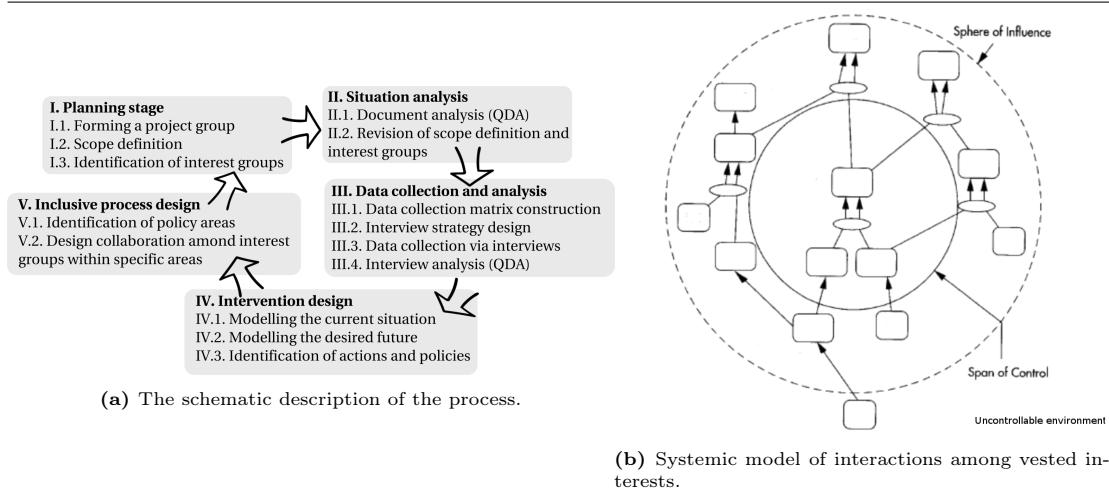 I. Planning stage
I.1. Forming a project group
I.2. Scope definition
I.3. Identification of interest groups
II. Situation analysis
II.1. Document analysis (QDA)
II.2. Revision of scope definition and
interest groups
III. Data collection and analysis
III.1. Data collection matrix construction
III.2. Interview strategy design
III.3. Data collection via interviews
III.4. Interview analysis (QDA)
IV. Intervention design
IV.1. Modelling the current situation
IV.2. Modelling the desired future
IV.3. Identification of actions and policies
V. Inclusive process design
V.1. Identification of policy areas
V.2. Design collaboration amond interest
groups within specific areas
(a) The schematic description of the process.
Sphere of Influence
Span of Control
Uncontrollable environment
(b) Systemic model of interactions among vested in-
terests.